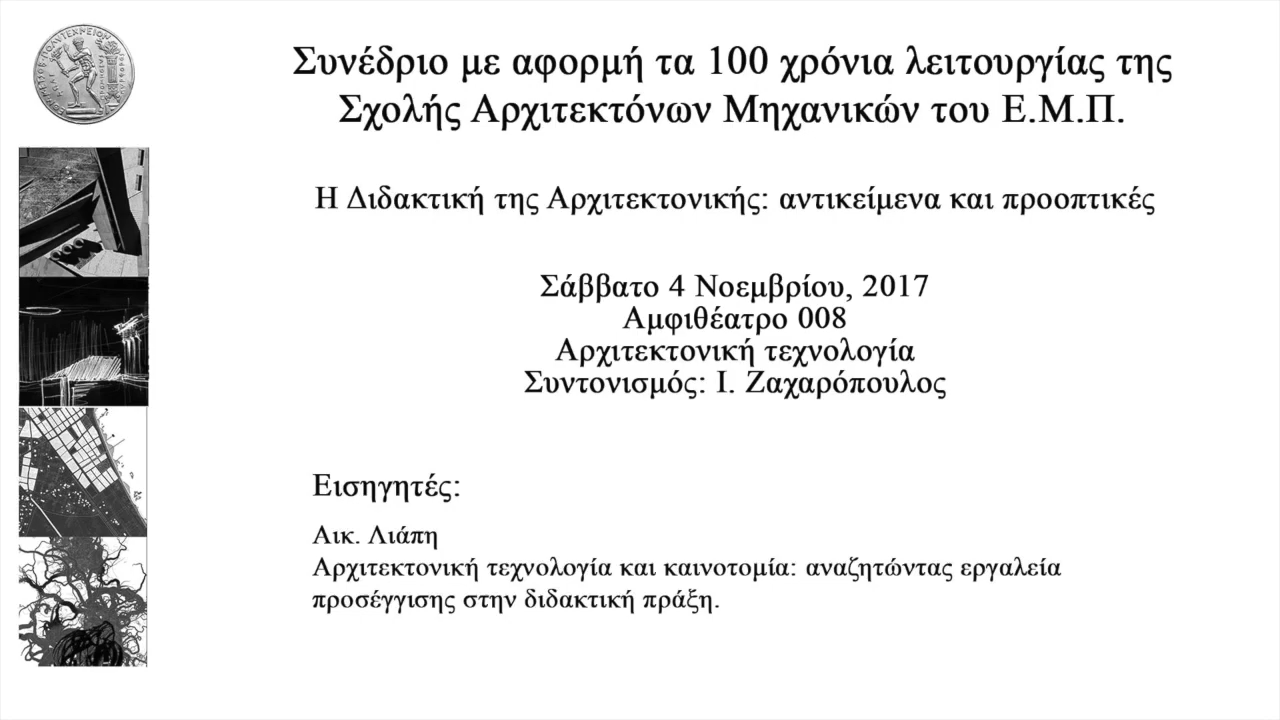 Συνέδριο με αφορμή τα 100 χρόνια λειτουργίας της
Σχολής Αρχιτεκτόνων Μηχανικών του Ε.Μ.Π.
Η Διδακτική της Αρχιτεκτονικής: αντικείμενα και προοπτικές
Σάββατο 4 Νοεμβρίου, 2017
Αμφιθέατρο 008
Αρχιτεκτονική τεχνολογία
Συντονισμός: Ι. Ζαχαρόπουλος
Εισηγητές:
Αικ. Λιάπη
Αρχιτεκτονική τεχνολογία και καινοτομία: αναζητώντας εργαλεία
προσέγγισης στην διδακτική πράξη.